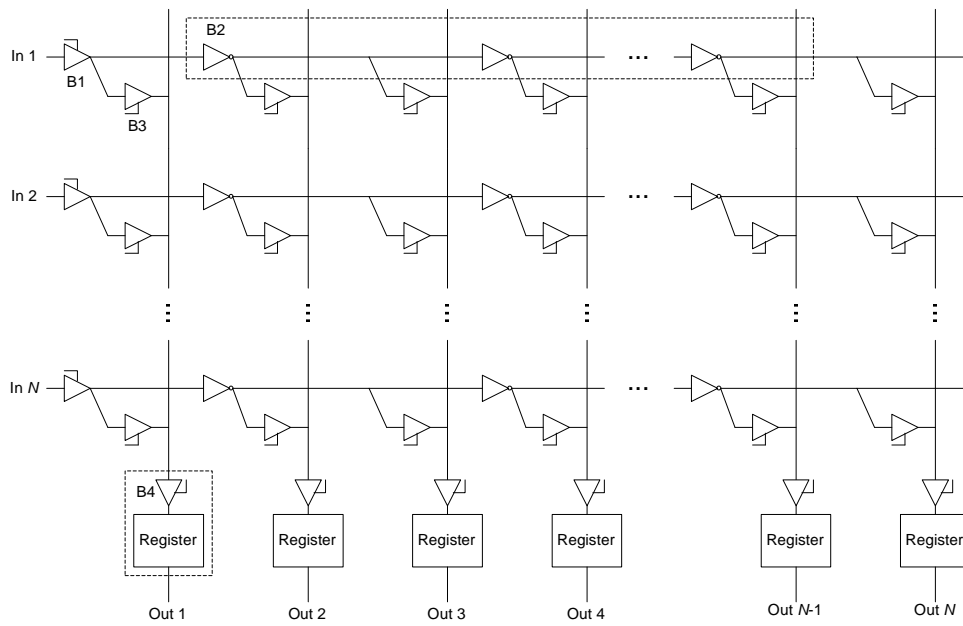 B2
In 1
...
B1
B3
In 2
...
In N
...
B4
Register Register Register Register Register Register
Out 1 Out 2 Out 3 Out 4 Out N-1 Out N